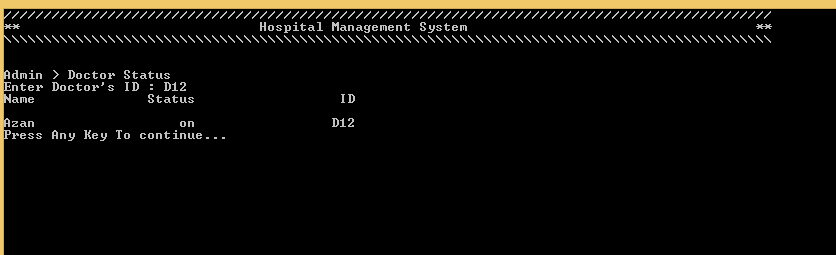 ////////////////////////////////////////////////////////////////////////////////////////////////
** Hospital Management System **
\\\\\\\\\\\\\\\\\\\\\\\\\\\\\\\\\\\\\\\\\\\\\\\\\\\\\\\\\\\\\\\\\\\\\\\\\\\\\\\\\\\\\\\\\\\\\\\\
Admin > Doctor Status
Enter Doctor's ID : D12
Name Status ID
Azan on D12
Press Any Key To continue...